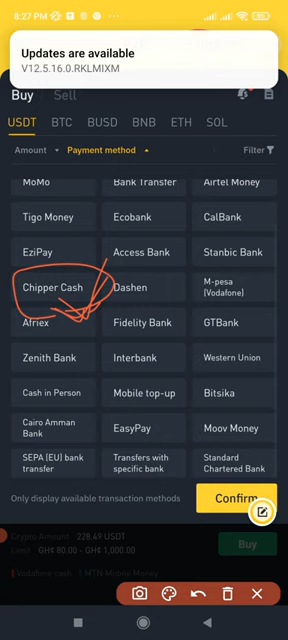 8:27 PM
Updates are available
V12.5.16.0.RKLMIXM
Buy Sell
USDT BTC BUSD BNB ETH SOL
Amount Payment method Filter
MoMo Bank Transfer Airtel Money
Tigo Money Ecobank CalBank
EziPay Access Bank Stanbic Bank
Chipper Cash Dashen M-pesa
(Vodafone)
Afriex Fidelity Bank GTBank
Zenith Bank Interbank Western Union
Cash in Person Mobile top-up Bitsika
Cairo Amman
Bank EasyPay Moov Money
SEPA (EU) bank
transfer Transfers with
specific bank Standard
Chartered Bank
Only display available transaction methods Confirm
Crypto Amount 228.49 USDT
Limit GH¢ 80.00 - GH¢ 1,000.00 Buy
Vodafone cash MTN Mobile Money